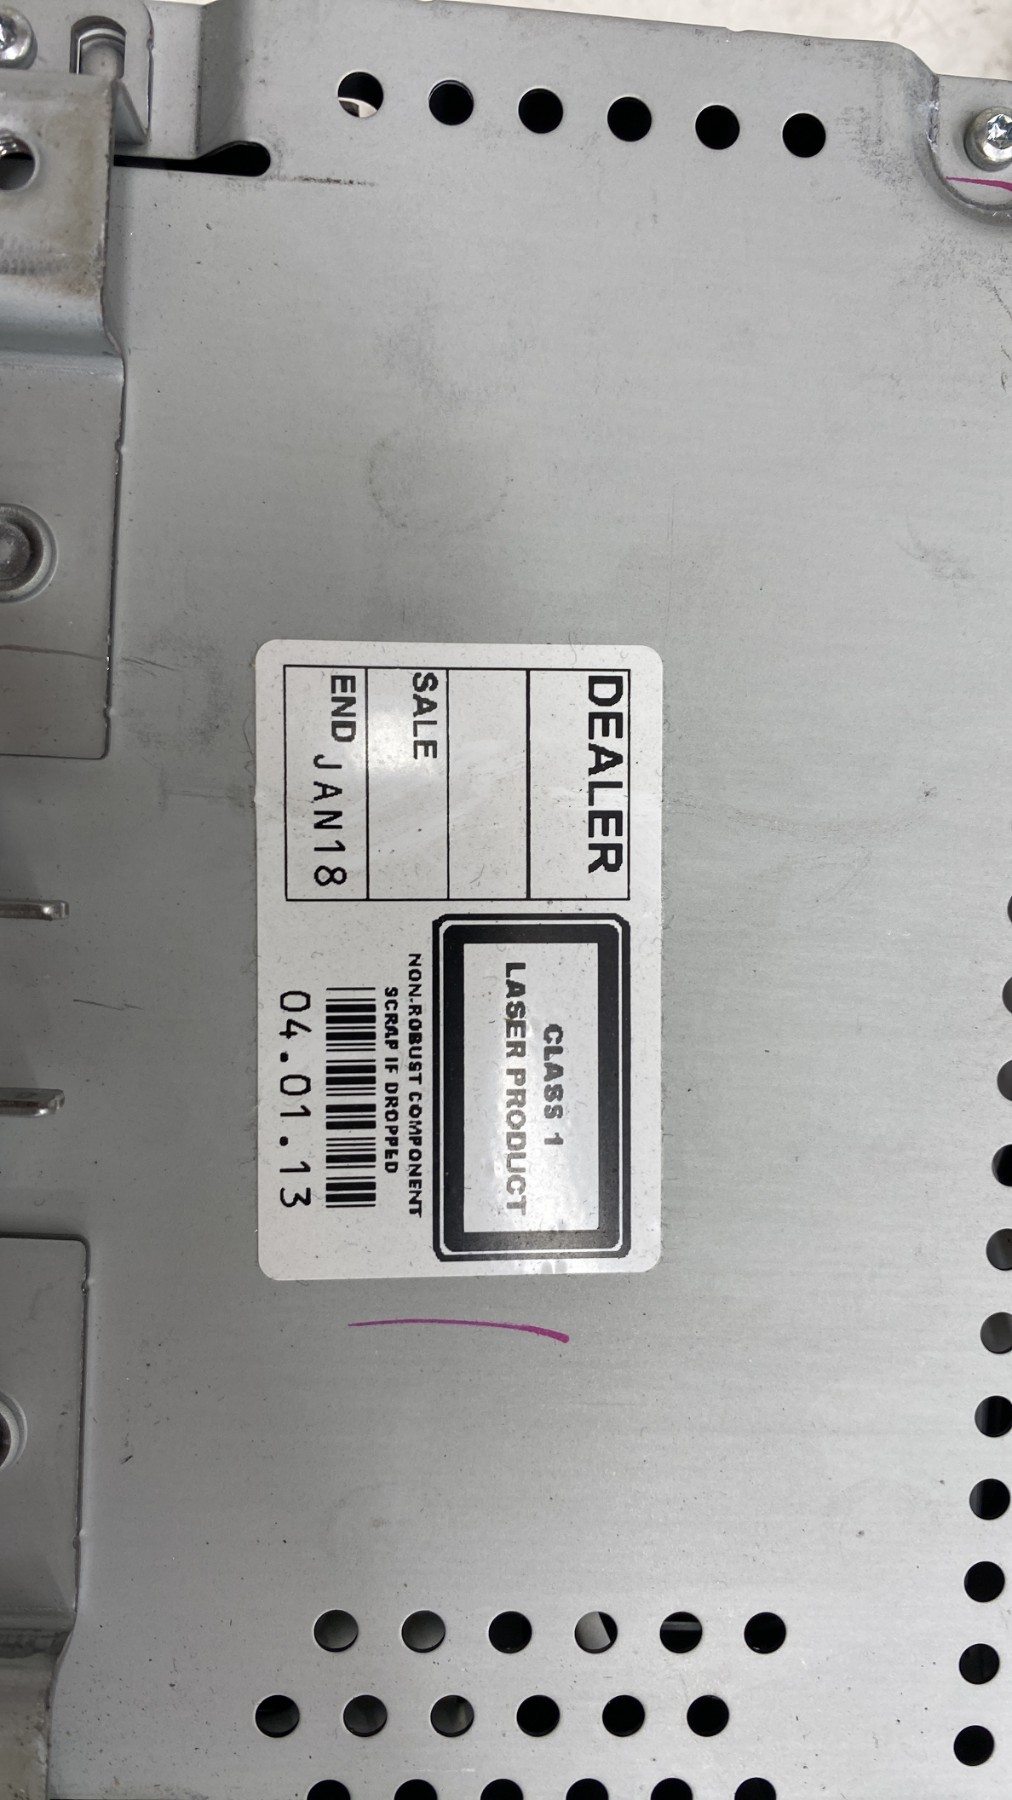 DEALER
SALE
END JAN18
CLASS 1
LASER PRODUCT
NON-ROBUST COMPONENT
SCRAP IF DROPPED
04.01.13